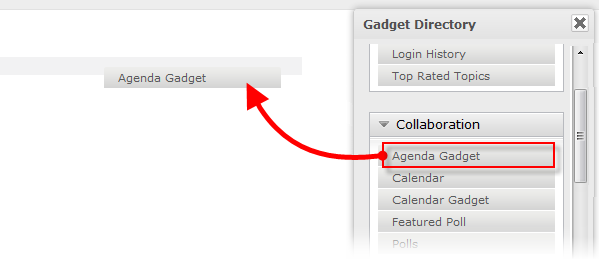 Gadget Directory
Login History
Top Rated Topics
Agenda Gadget
Collaboration
Agenda Gadget
Calendar
Calendar Gadget
Featured Poll
Polls